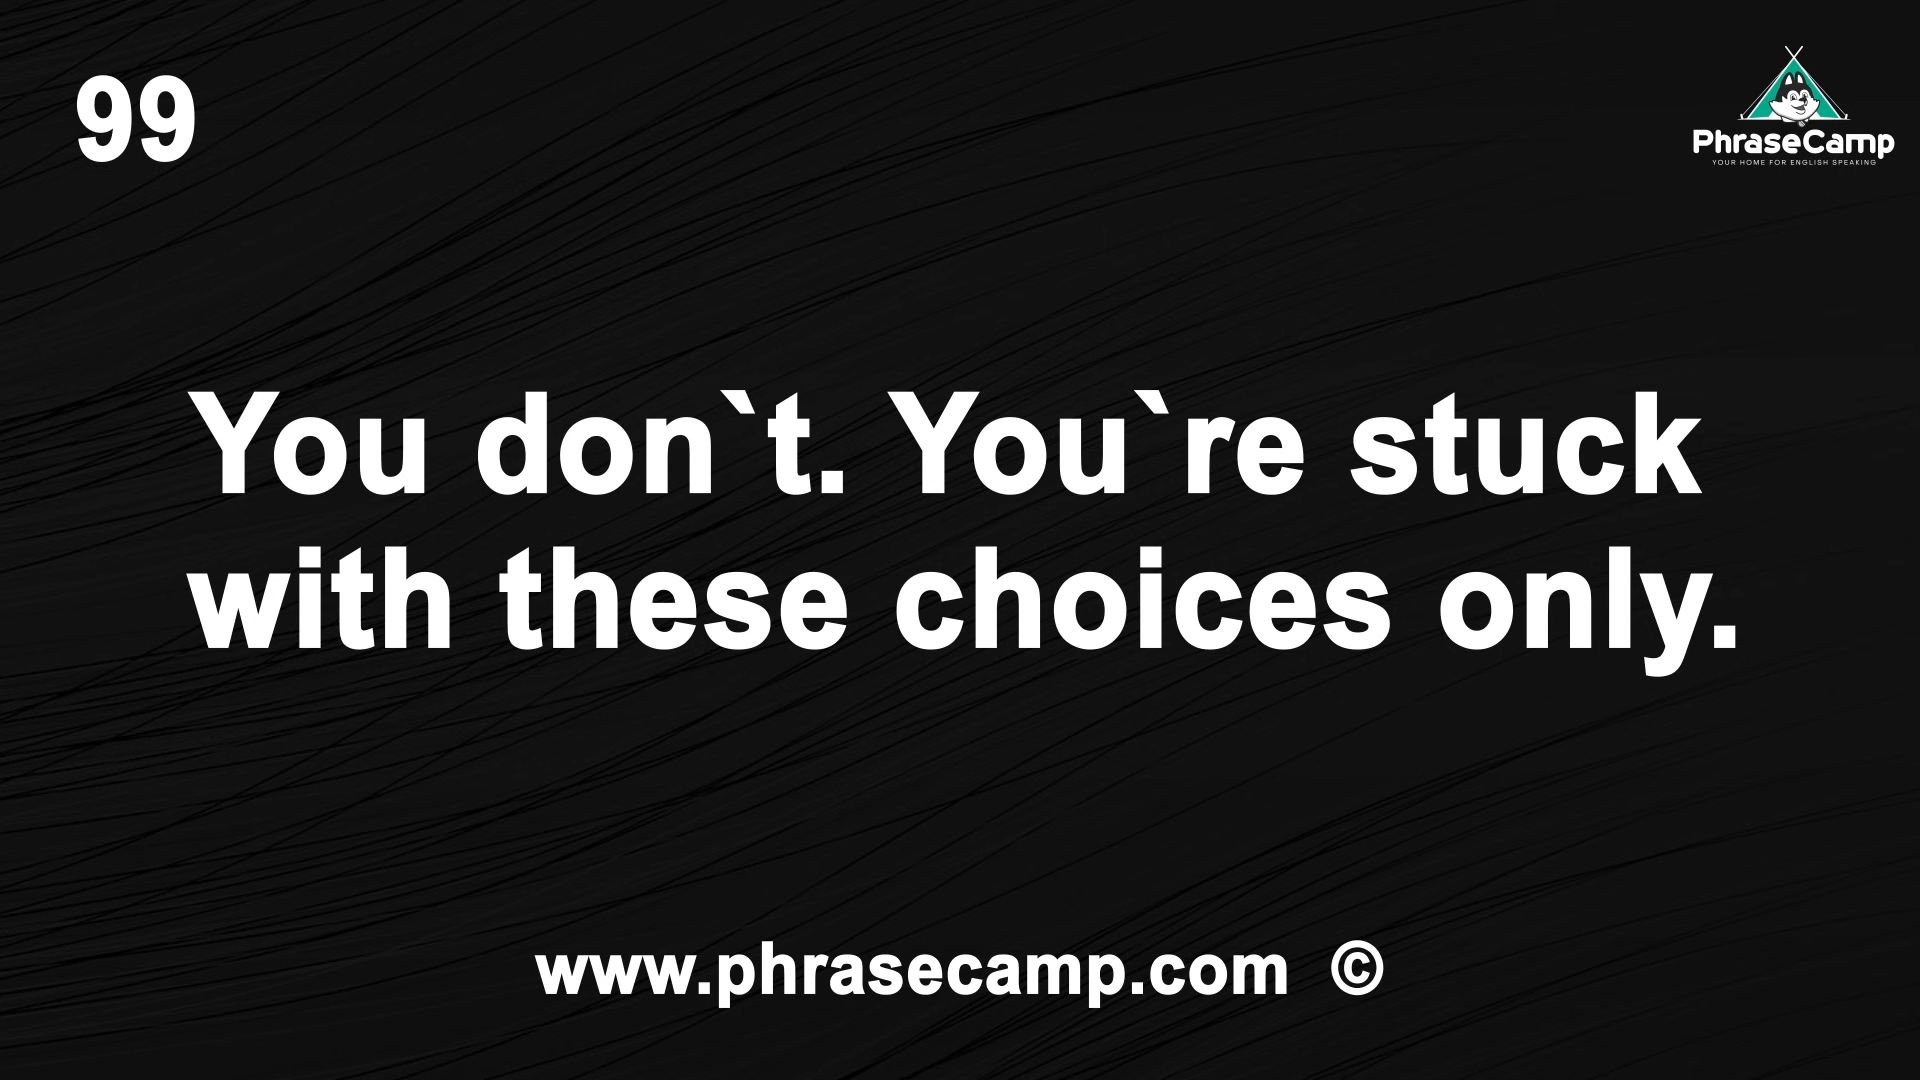 99
PhraseCamp
YOUR HOME FOR ENGLISH SPEAKING
You don`t. You`re stuck
with these choices only.
www.phrasecamp.com ©